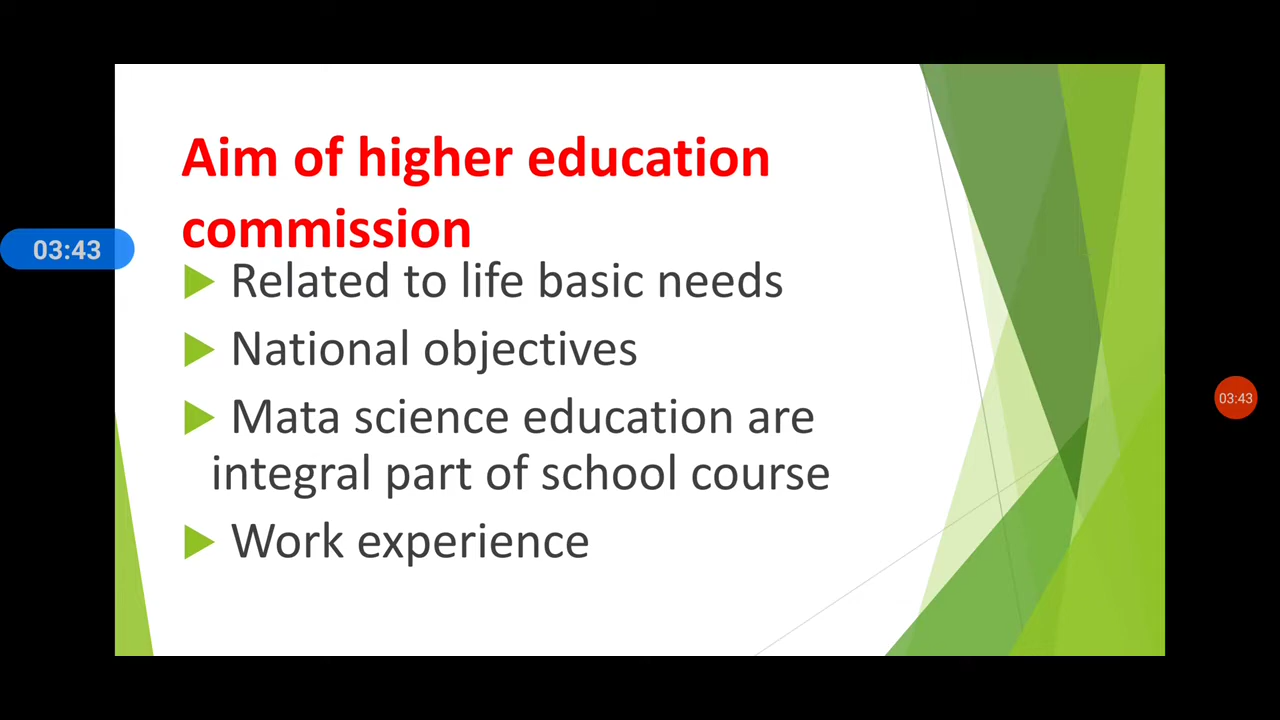 Aim of higher education
commission
Related to life basic needs
03:43
National objectives
03:43
Mata science education are
integral part of school course
Work experience